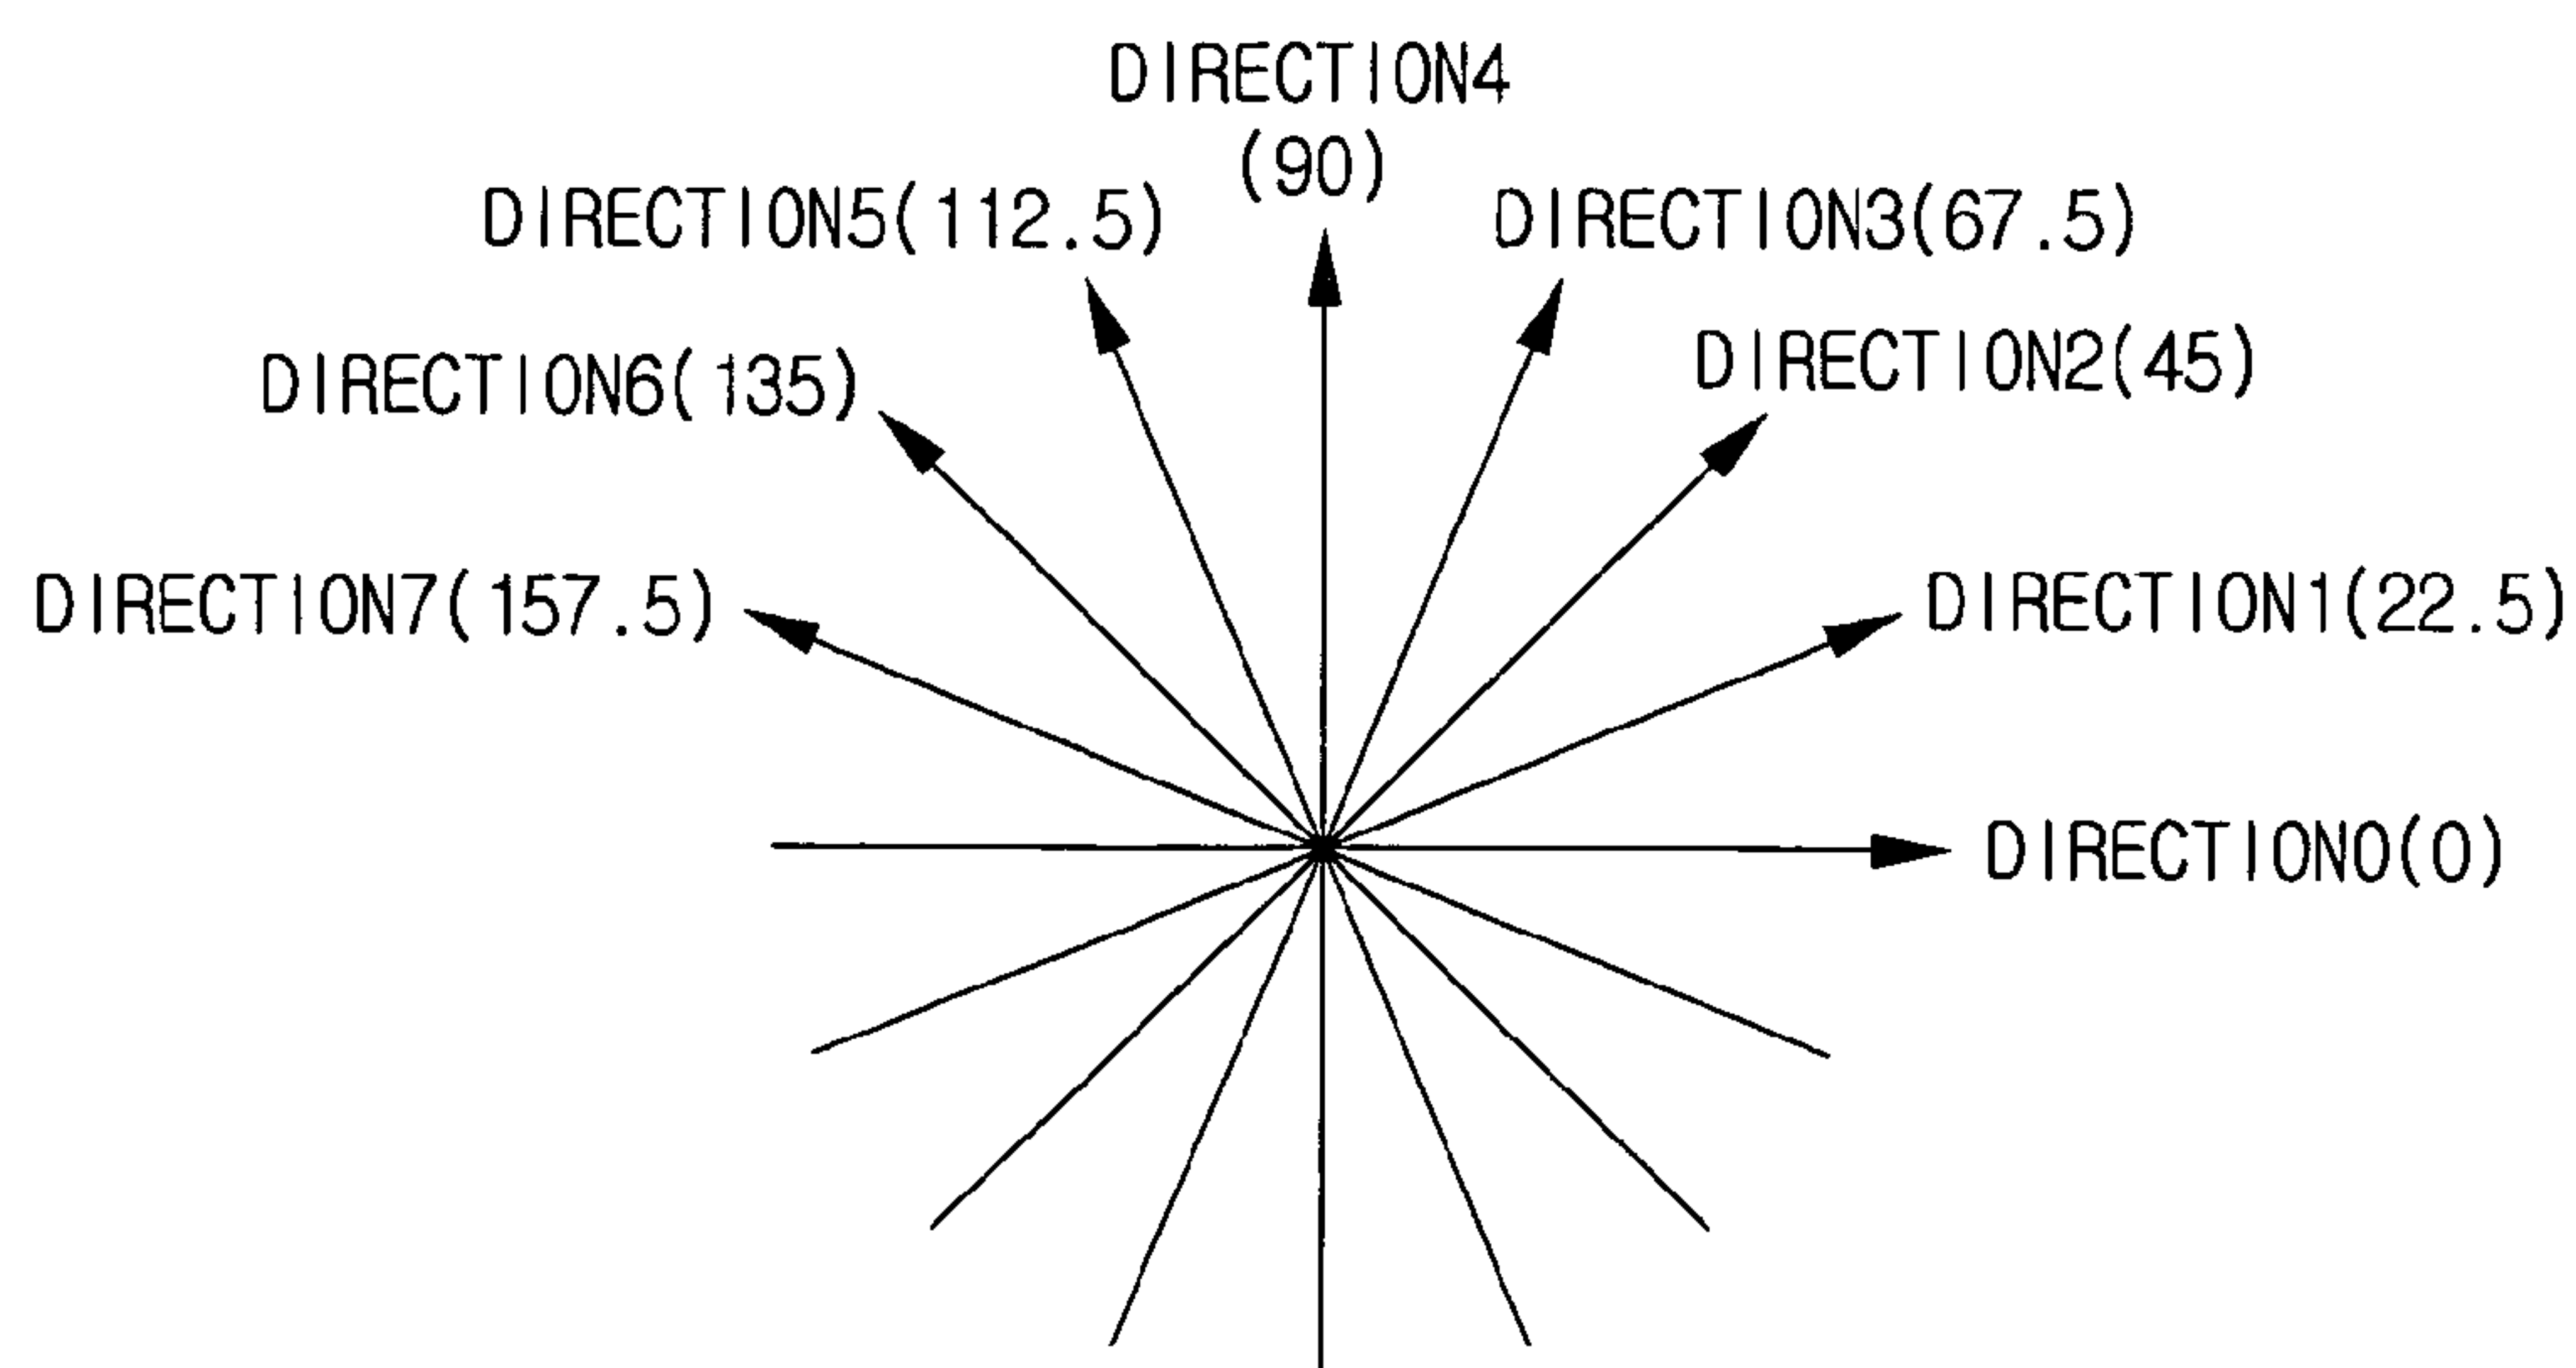 DIRECTION4
(90)
DIRECTION5(112.5)
DIRECTION3(67.5)
DIRECTION6(135)
DIRECTION2(45)
DIRECTION7(157.5)
DIRECTION1(22.5)
DIRECTION0(0)